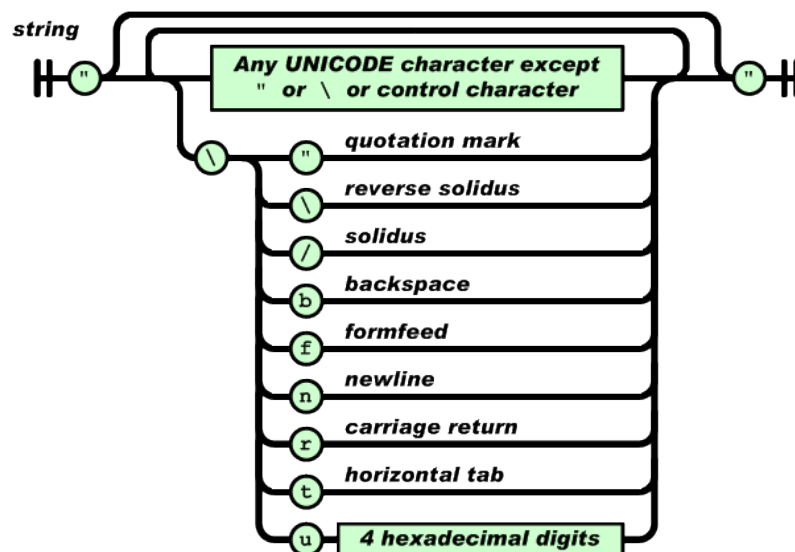 string
" Any UNICODE character except "
" or \ or control character
\ " quotation mark
\ reverse solidus
/ solidus
b backspace
f formfeed
n newline
r carriage return
t horizontal tab
u 4 hexadecimal digits